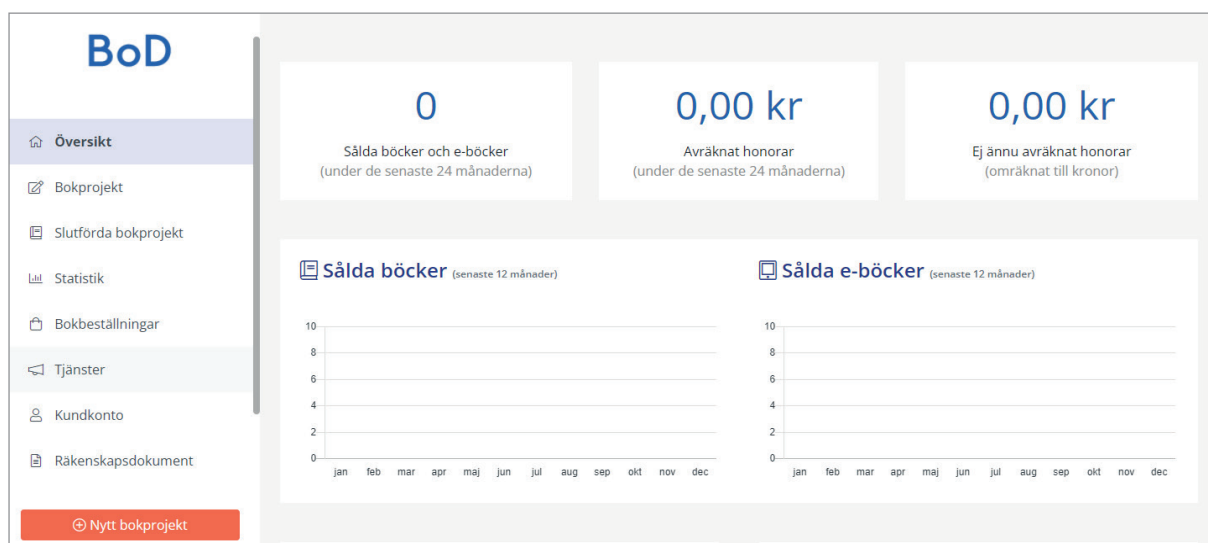 BoD
Översikt
Bokprojekt
Slutförda bokprojekt
Statistik
Bokbeställningar
Tjänster
Kundkonto
Räkenskapsdokument
Nytt bokprojekt
0
Sålda böcker och e-böcker
(under de senaste 24 månaderna)
0,00 kr
Avräknat honorar
(under de senaste 24 månaderna)
0,00 kr
Ej ännu avräknat honorar
(omräknat till kronor)
Sålda böcker (senaste 12 månader)
10
8
6
4
2
0
jan feb mar apr maj jun jul aug sep okt nov dec
Sålda e-böcker (senaste 12 månader)
10
8
6
4
2
0
jan feb mar apr maj jun jul aug sep okt nov dec